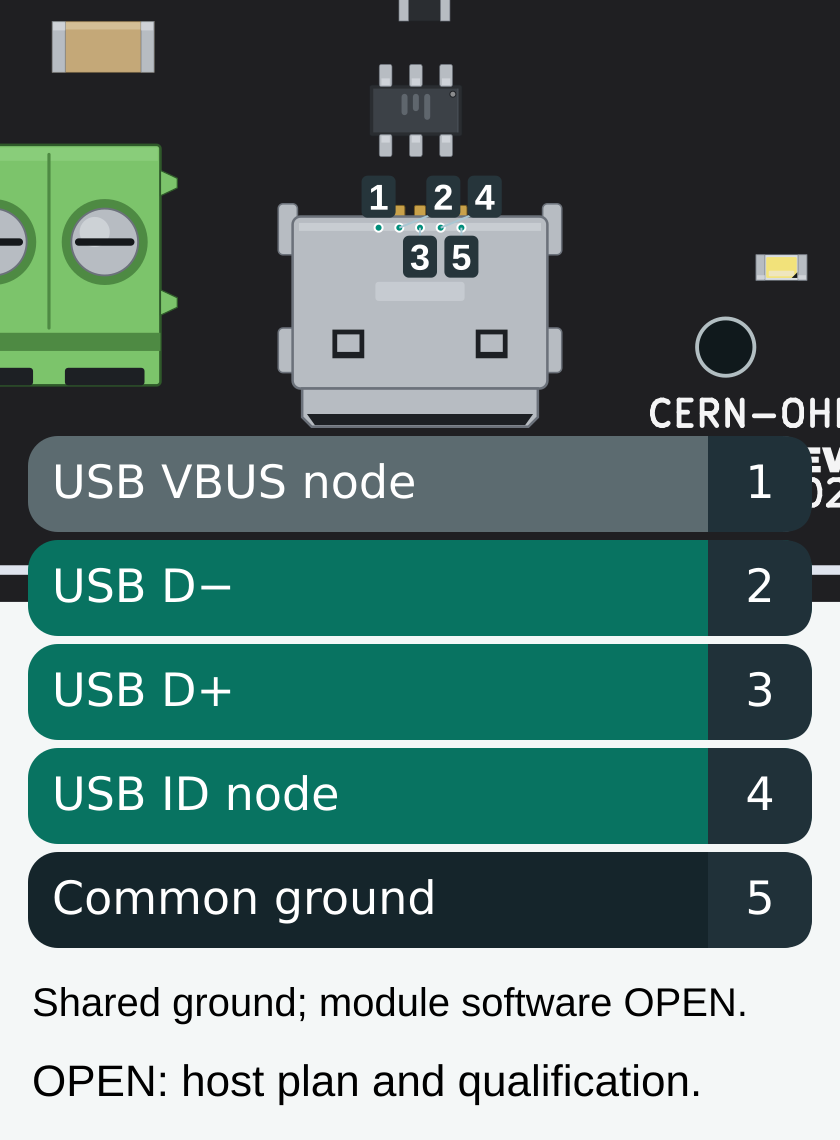 1 2 4
3 5
CERN-OH
USB VBUS node 1
USB D− 2
USB D+ 3
USB ID node 4
Common ground 5
Shared ground; module software OPEN.
OPEN: host plan and qualification.